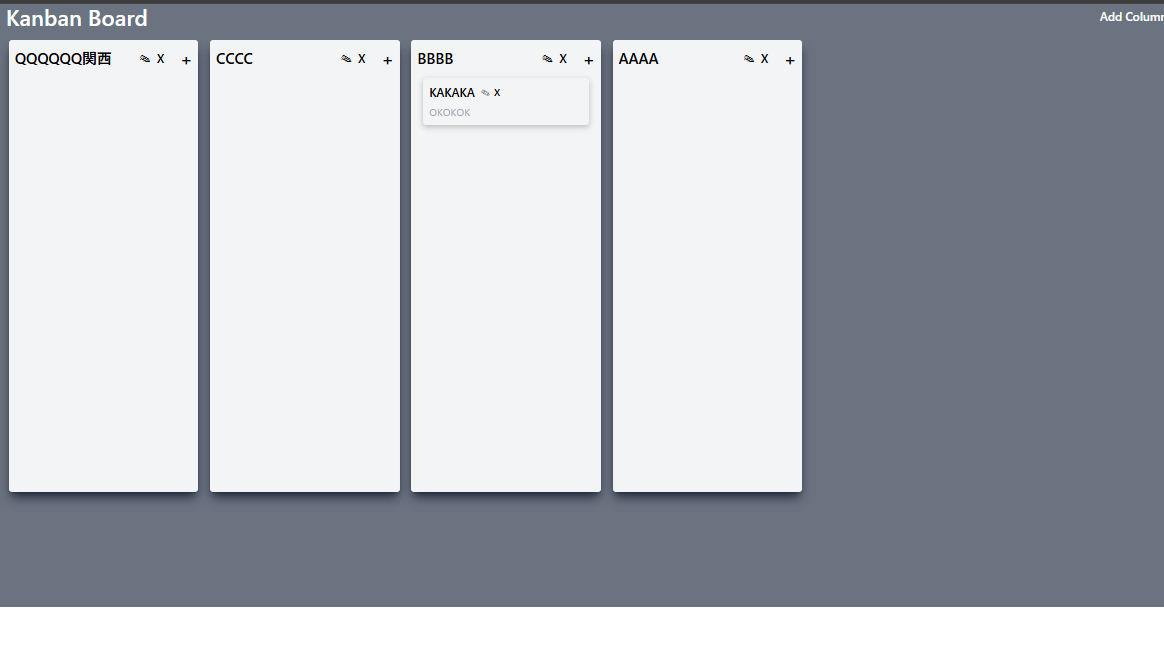 Kanban Board
Add Column
QQQQQQ関西 ✎ X +
CCCC ✎ X +
BBBB ✎ X +
AAAA ✎ X +
KAKAKA ✎ X
OKOKOK